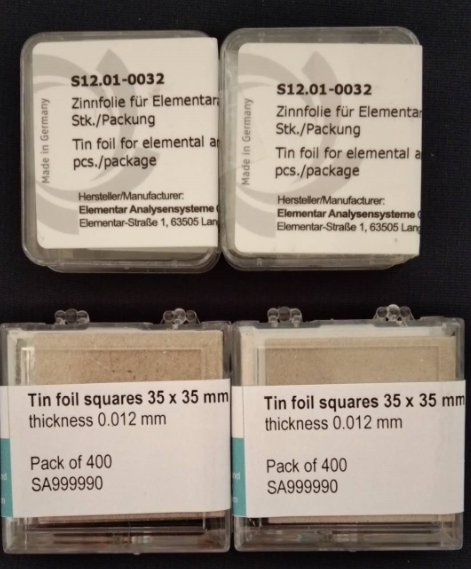 S12.01-0032
Zinnfolie für Elementar
Stk./Packung
Tin foil for elemental a
pcs./package
Hersteller/Manufacturer:
Elementar Analysensysteme
Elementar-Straße 1, 63505 Lan
Made in Germany
S12.01-0032
Zinnfolie für Elementa
Stk./Packung
Tin foil for elemental a
pcs./package
Hersteller/Manufacturer:
Elementar Analysensysteme G
Elementar-Straße 1, 63505 Lang
Made in Germany
Tin foil squares 35 x 35 mm
thickness 0.012 mm
Pack of 400
SA999990
Tin foil squares 35 x 35 mm
thickness 0.012 mm
Pack of 400
SA999990